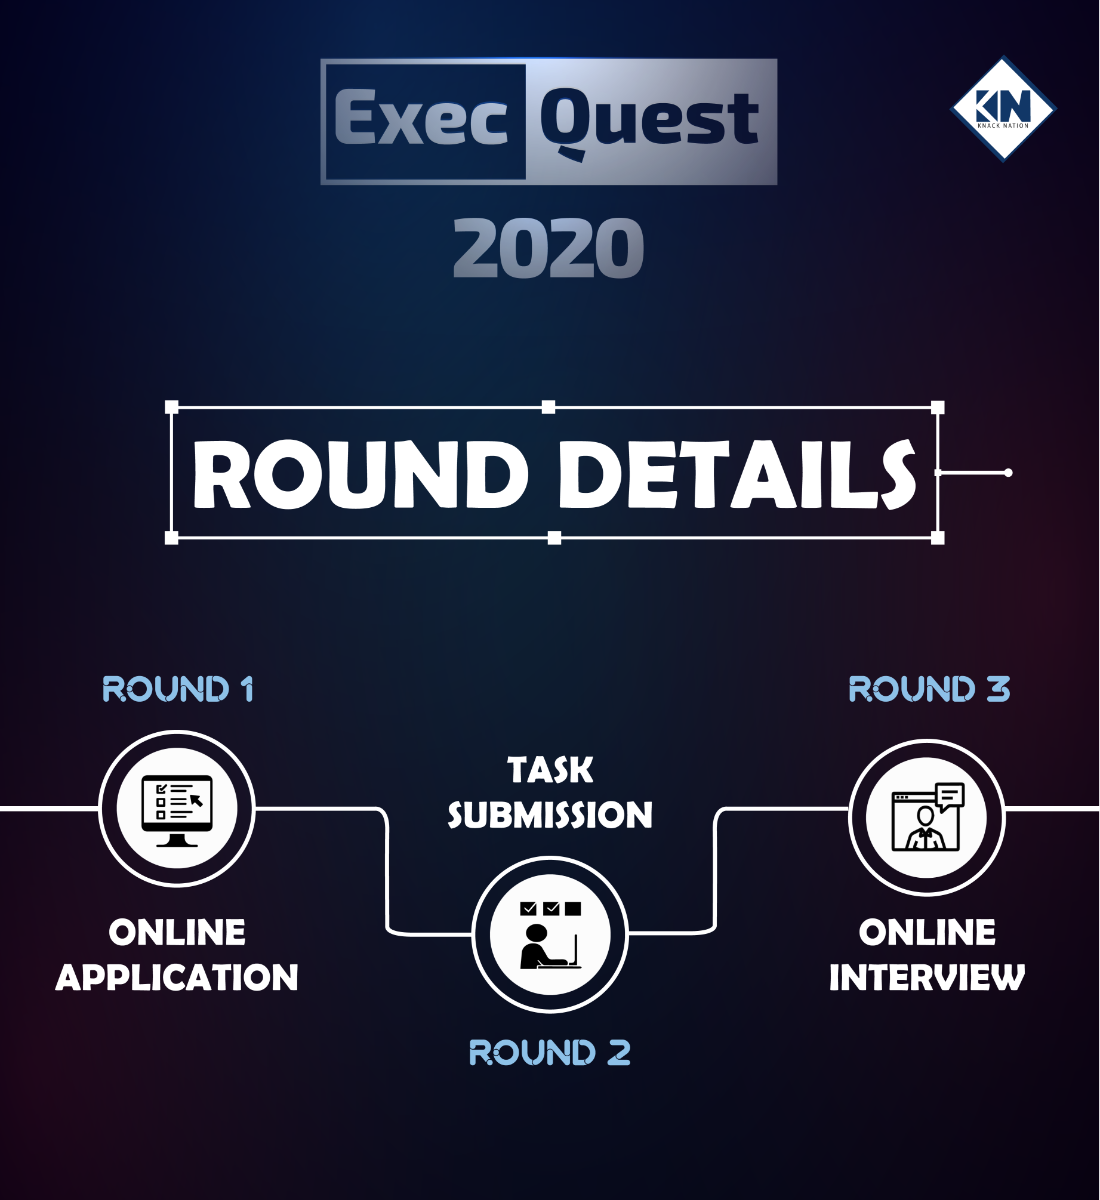 Exec Quest
KN
KNACK NATION
2020
ROUND DETAILS
ROUND 1
ONLINE
APPLICATION
TASK
SUBMISSION
ROUND 2
ROUND 3
ONLINE
INTERVIEW